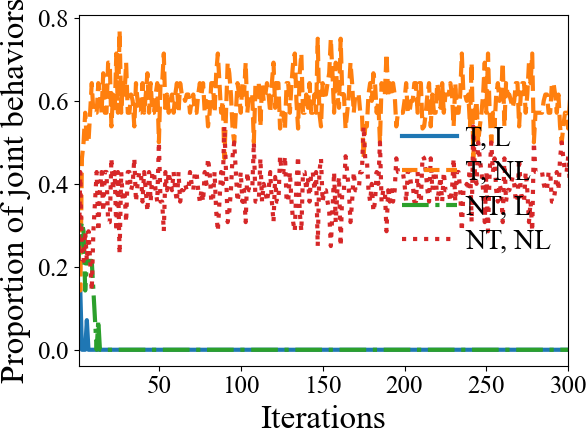 Proportion of joint behaviors
0.8
0.6
0.4
0.2
0.0
T, L
T, NL
NT, L
NT, NL
50 100 150 200 250 300
Iterations